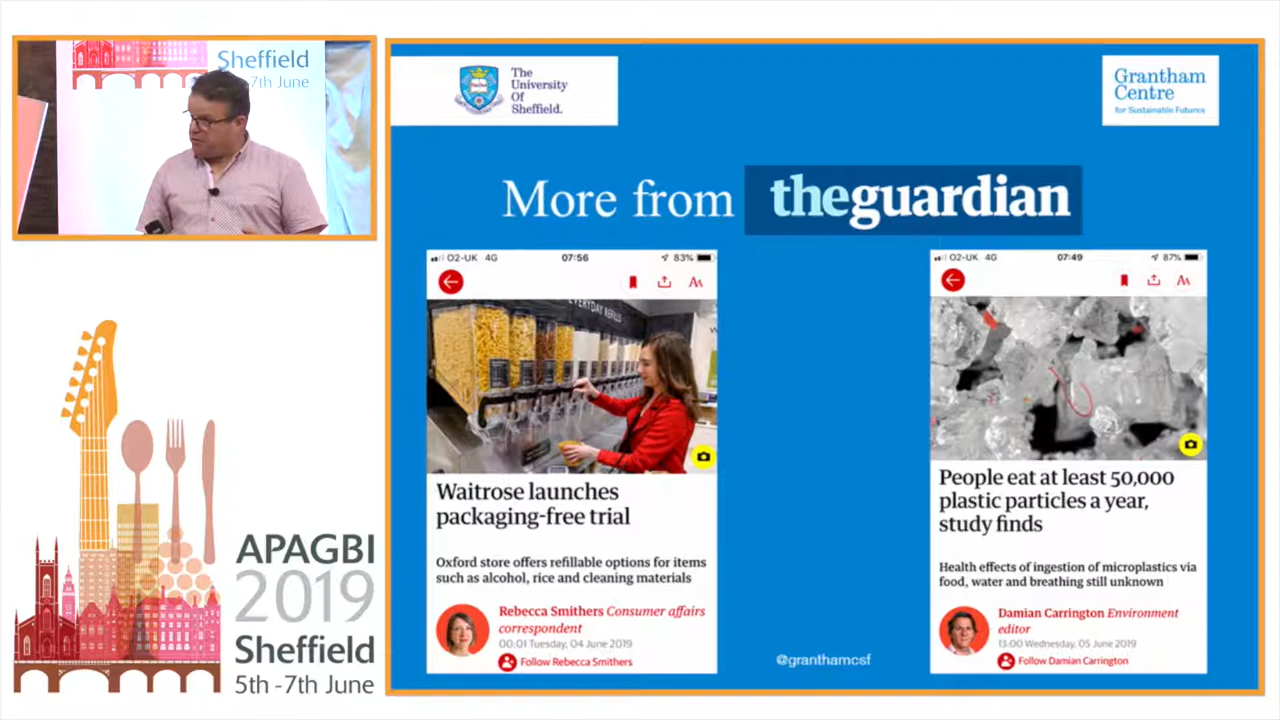 Sheffield
7th June
The
University
Of
Sheffield.
Grantham
Centre
for Sustainable Futures
More from theguardian
O2-UK 4G 07:56 83%
AA
EVERYDAY REFILLS
Waitrose launches
packaging-free trial
Oxford store offers refillable options for items
such as alcohol, rice and cleaning materials
Rebecca Smithers Consumer affairs
correspondent
00:01 Tuesday, 04 June 2019
Follow Rebecca Smithers
O2-UK 4G 07:49 87%
AA
People eat at least 50,000
plastic particles a year,
study finds
Health effects of ingestion of microplastics via
food, water and breathing still unknown
Damian Carrington Environment
editor
13:00 Wednesday, 05 June 2019
Follow Damian Carrington
@granthamcsf
APAGBI
2019
Sheffield
5th -7th June